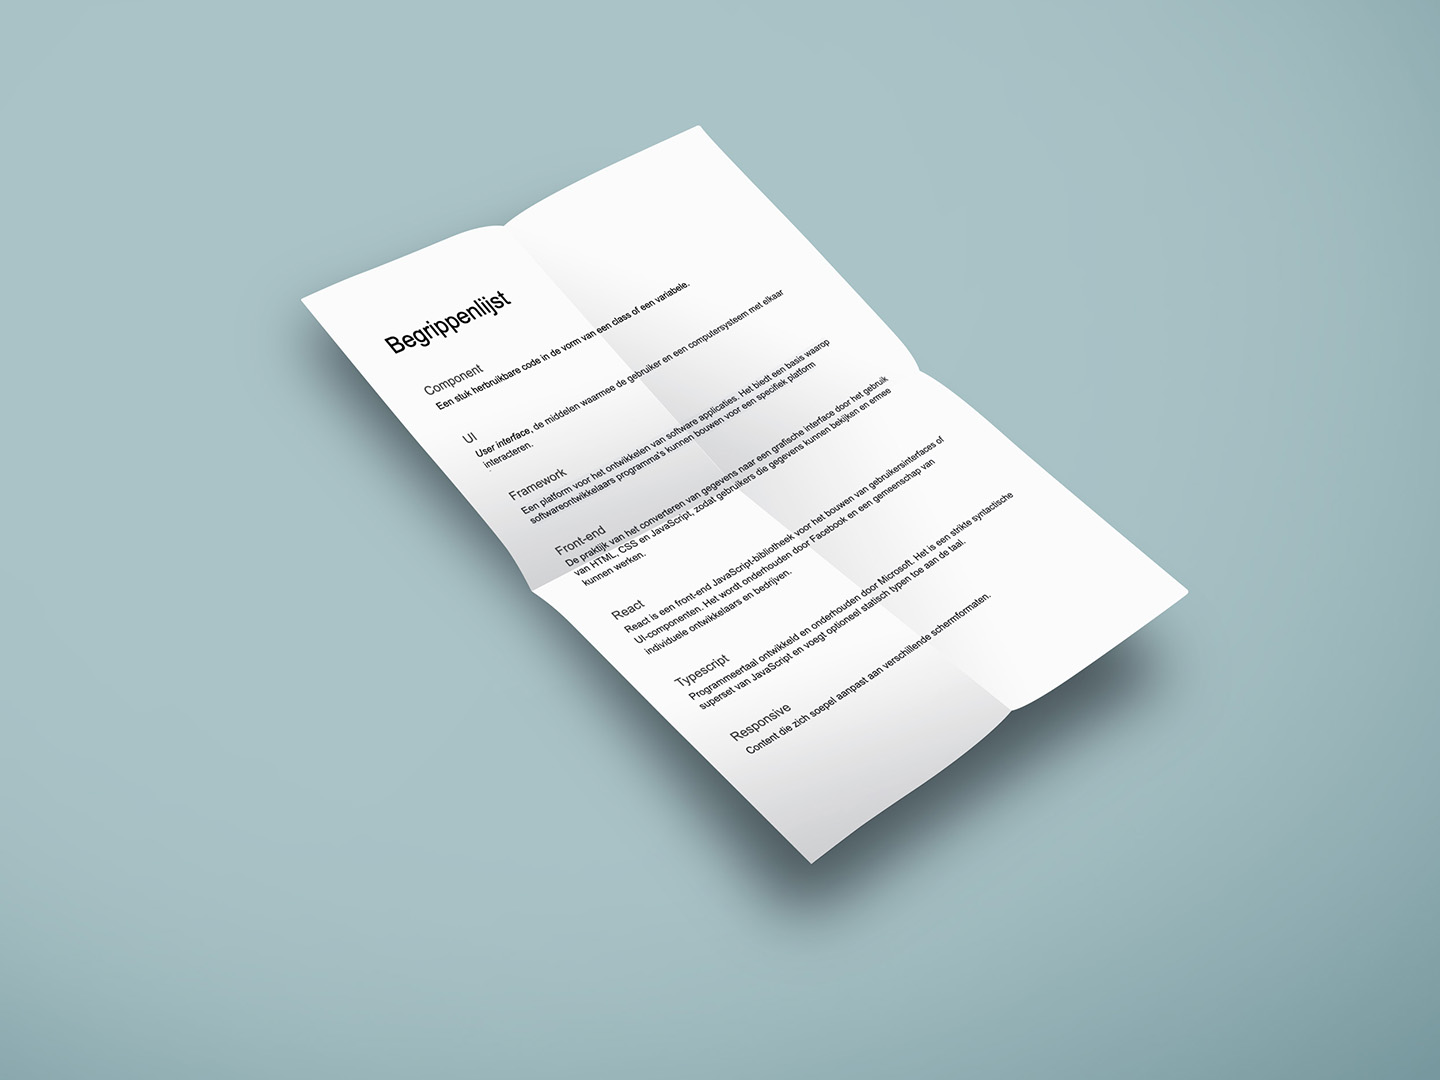 Begrippenlijst
Component
Een stuk herbruikbare code in de vorm van een class of een variabele.
UI
User interface, de middelen waarmee de gebruiker en een computersysteem met elkaar
interacteren.
Framework
Een platform voor het ontwikkelen van software applicaties. Het biedt een basis waarop
softwareontwikkelaars programma's kunnen bouwen voor een specifiek platform
Front-end
De praktijk van het converteren van gegevens naar een grafische interface door het gebruik
van HTML, CSS en JavaScript, zodat gebruikers die gegevens kunnen bekijken en ermee
kunnen werken.
React
React is een front-end JavaScript-bibliotheek voor het bouwen van gebruikersinterfaces of
UI-componenten. Het wordt onderhouden door Facebook en een gemeenschap van
individuele ontwikkelaars en bedrijven.
Typescript
Programmeertaal ontwikkeld en onderhouden door Microsoft. Het is een strikte syntactische
superset van JavaScript en voegt optioneel statisch typen toe aan de taal.
Responsive
Content die zich soepel aanpast aan verschillende schermformaten.